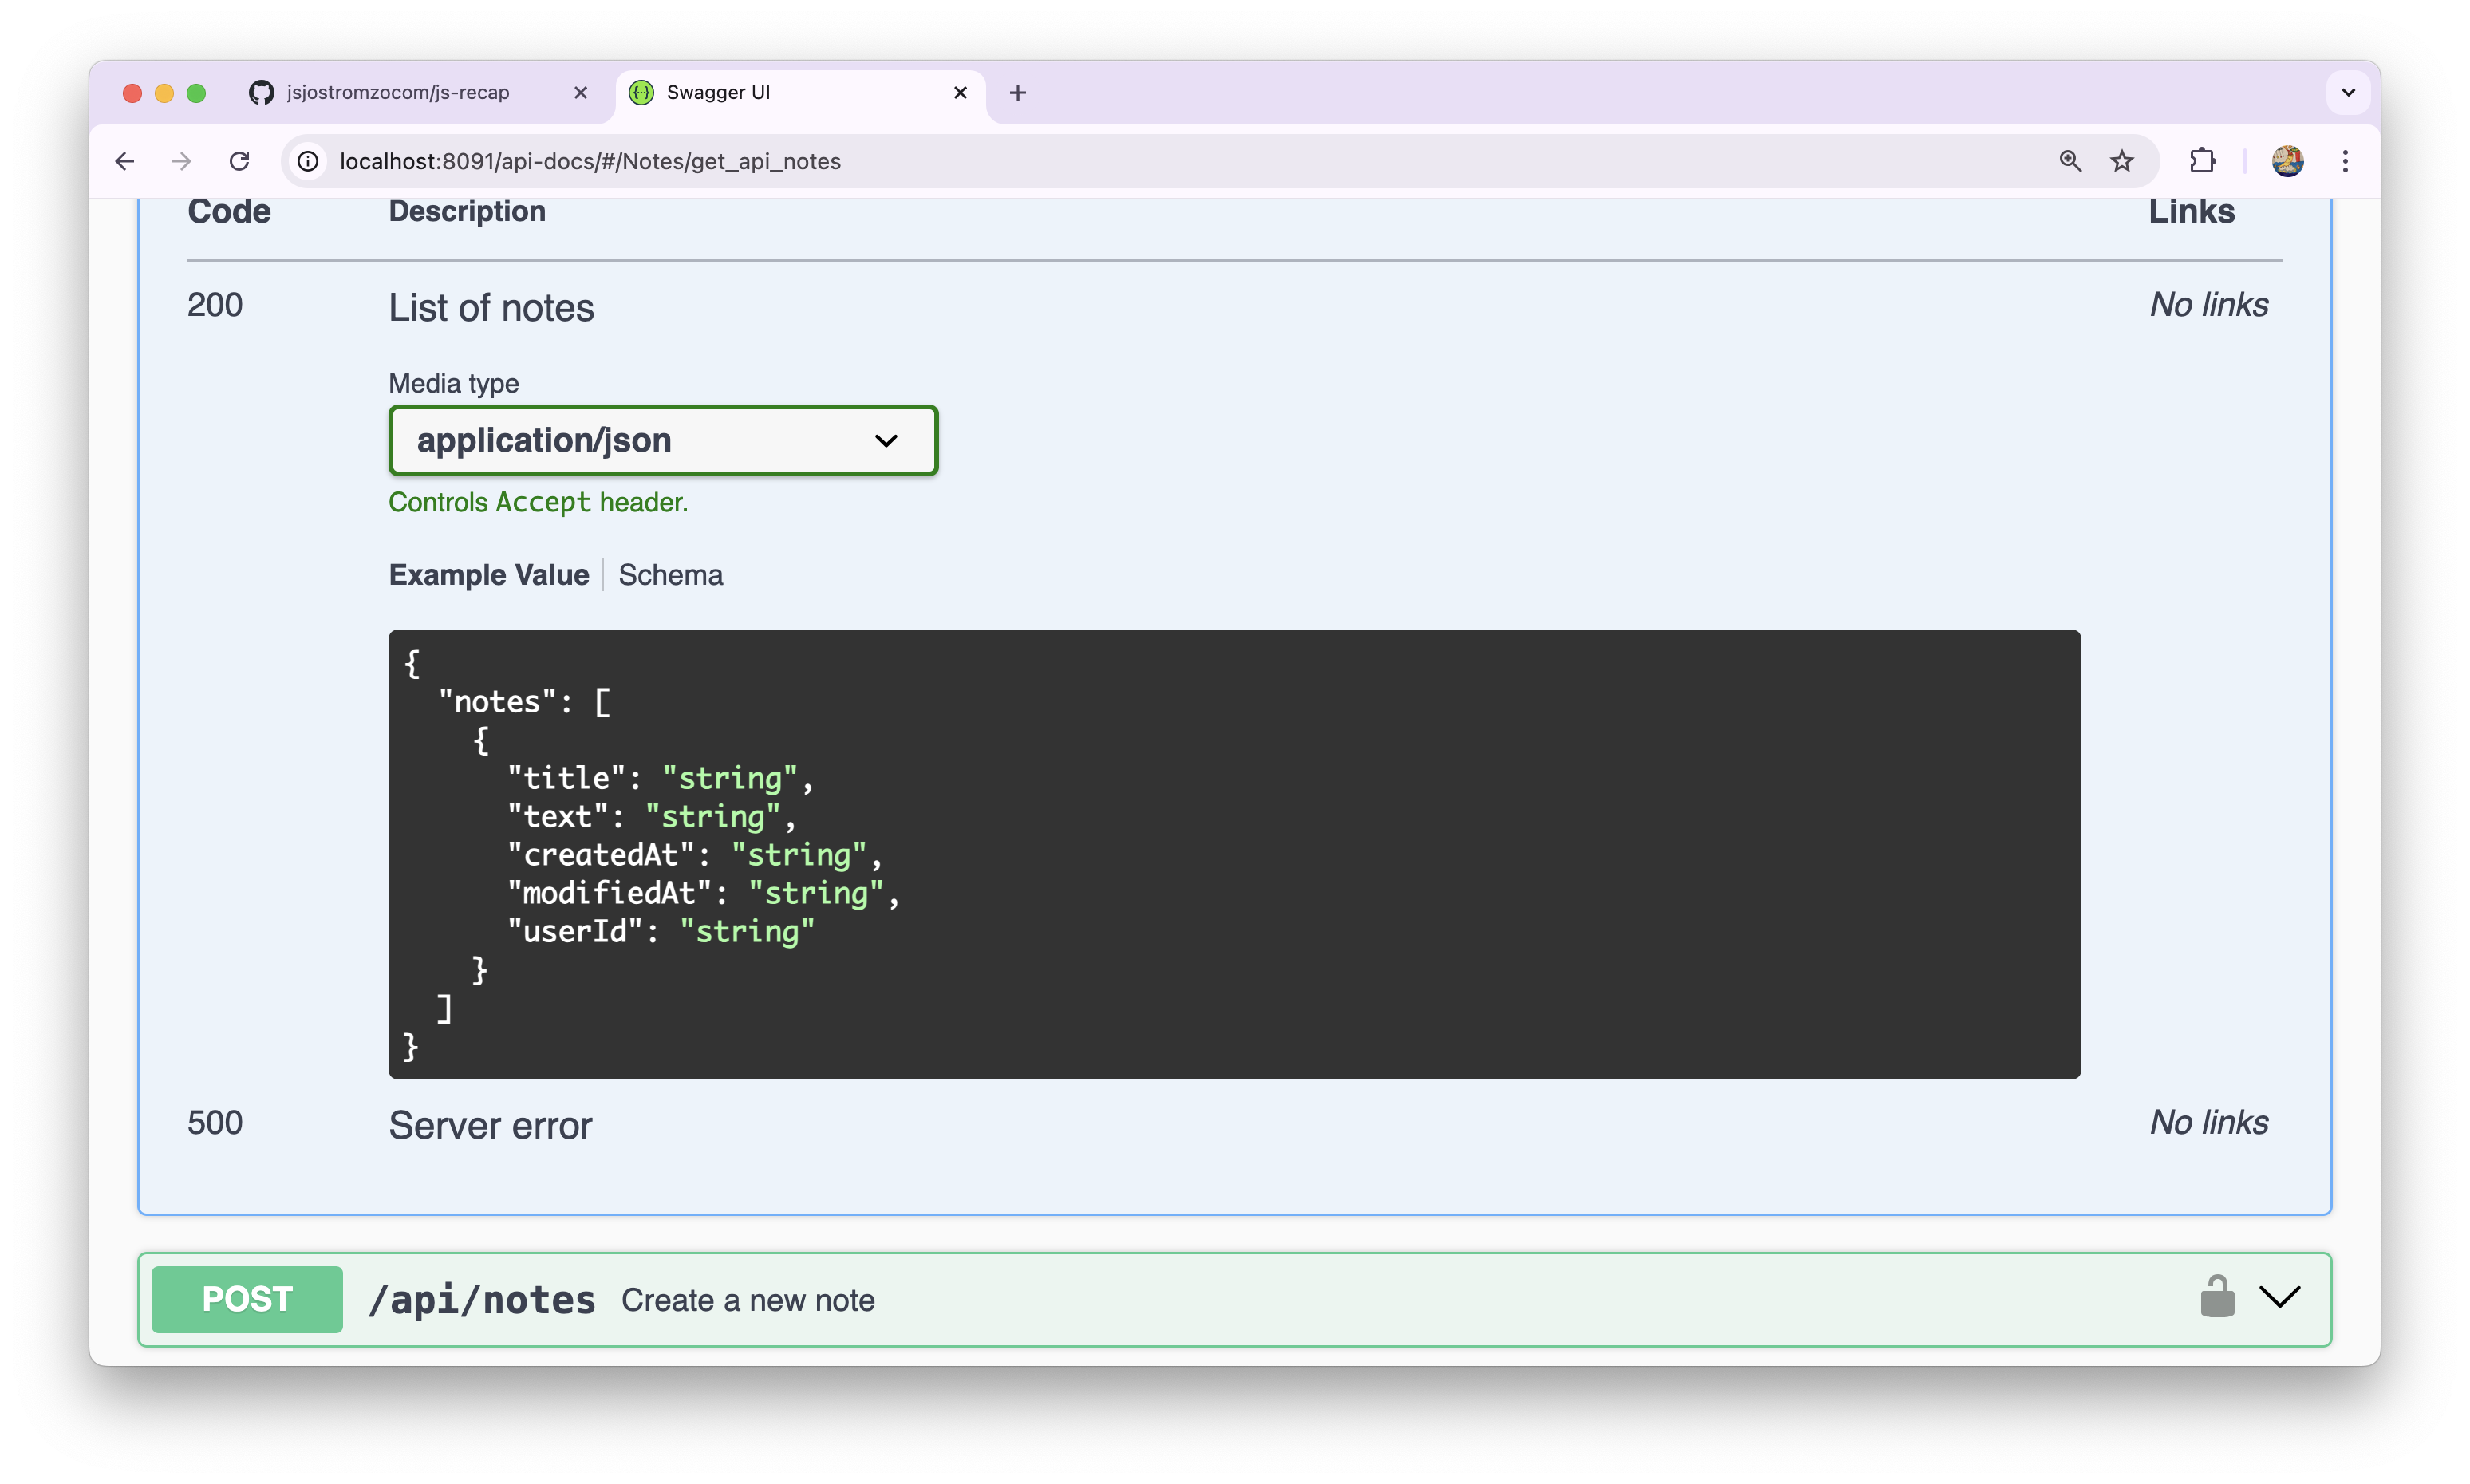 jsjostromzocom/js-recap
Swagger UI
localhost:8091/api-docs/#/Notes/get_api_notes
Code Description Links
200 List of notes No links
Media type
application/json
Controls Accept header.
Example Value Schema
{
  "notes": [
    {
      "title": "string",
      "text": "string",
      "createdAt": "string",
      "modifiedAt": "string",
      "userId": "string"
    }
  ]
}
500 Server error No links
POST /api/notes Create a new note